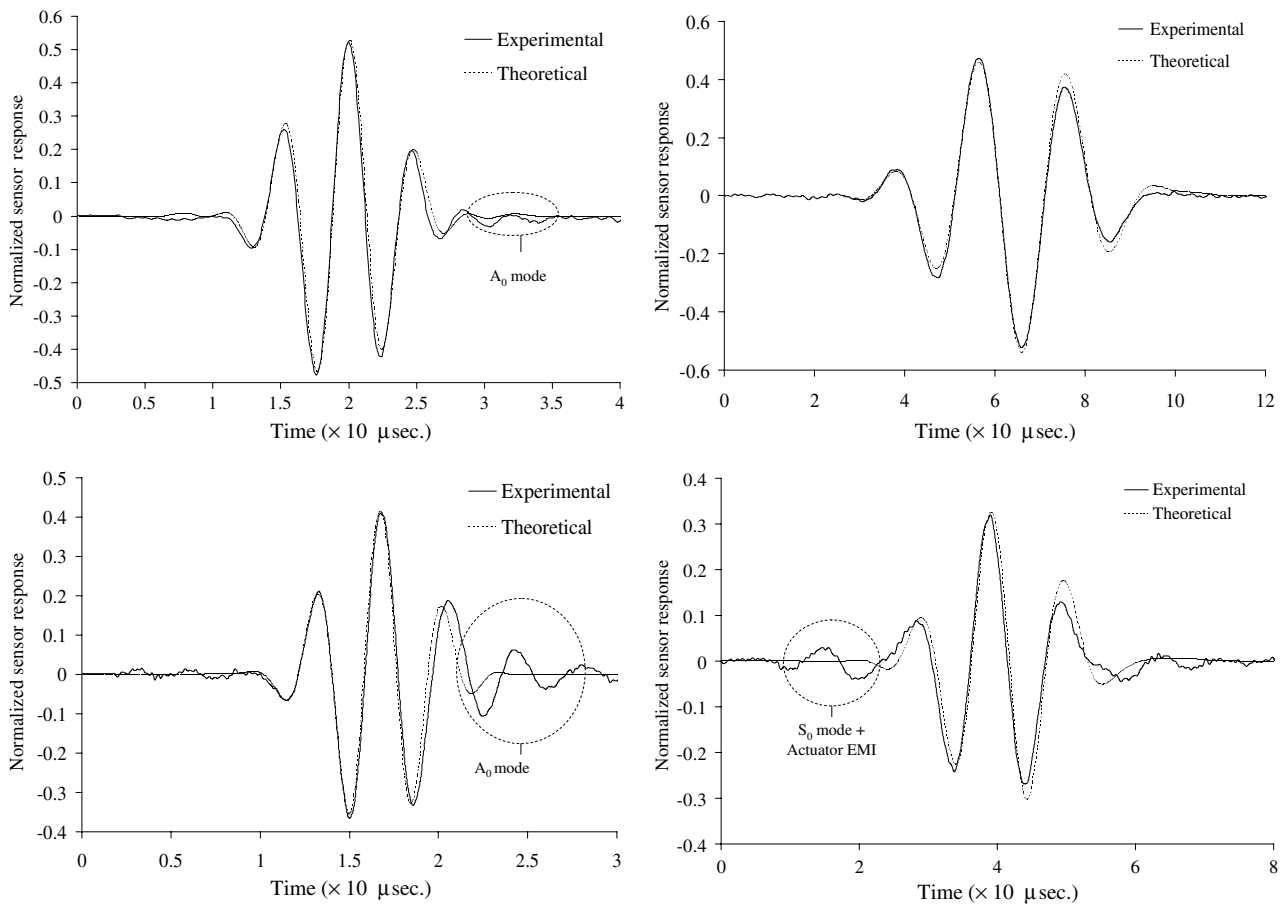 Normalized sensor response
0.6
0.5
0.4
0.3
0.2
0.1
0
-0.1
-0.2
-0.3
-0.4
-0.5
Experimental
Theoretical
A₀ mode
0 0.5 1 1.5 2 2.5 3 3.5 4
Time (× 10 μsec.)
Normalized sensor response
0.6
0.4
0.2
0
-0.2
-0.4
-0.6
Experimental
Theoretical
0 2 4 6 8 10 12
Time (× 10 μsec.)
Normalized sensor response
0.5
0.4
0.3
0.2
0.1
0
-0.1
-0.2
-0.3
-0.4
Experimental
Theoretical
A₀ mode
0 0.5 1 1.5 2 2.5 3
Time (× 10 μsec.)
Normalized sensor response
0.4
0.3
0.2
0.1
0
-0.1
-0.2
-0.3
-0.4
Experimental
Theoretical
S₀ mode +
Actuator EMI
0 2 4 6 8
Time (× 10 μsec.)